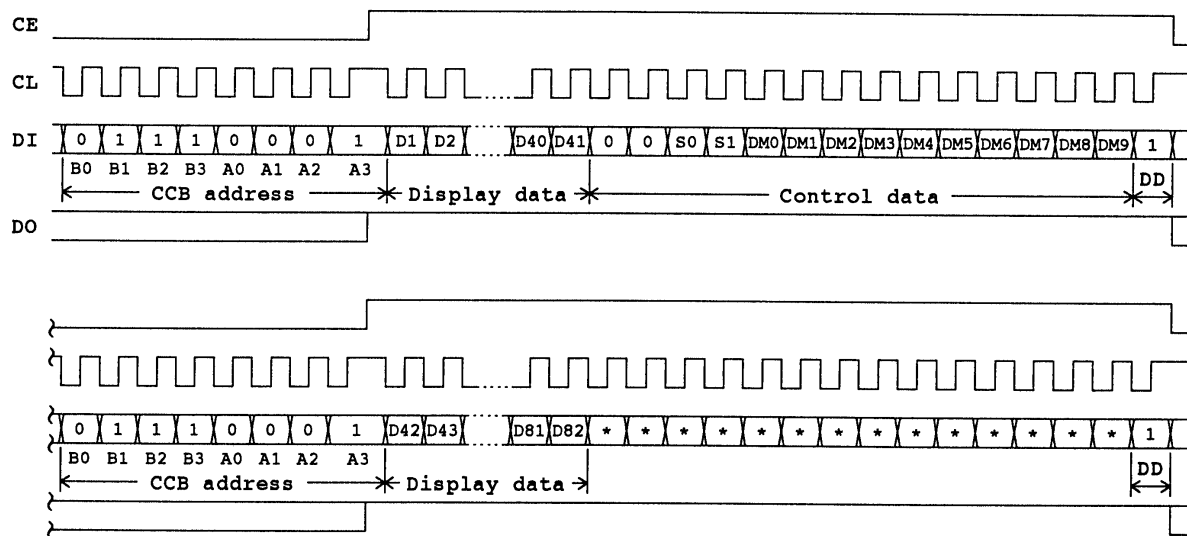 CE
CL
DI 0 1 1 1 0 0 0 1 D1 D2 D40 D41 0 0 S0 S1 DM0 DM1 DM2 DM3 DM4 DM5 DM6 DM7 DM8 DM9 1
B0 B1 B2 B3 A0 A1 A2 A3 DD
CCB address Display data Control data
DO
0 1 1 1 0 0 0 1 D42 D43 D81 D82 * * * * * * * * * * * * * * 1
B0 B1 B2 B3 A0 A1 A2 A3 DD
CCB address Display data